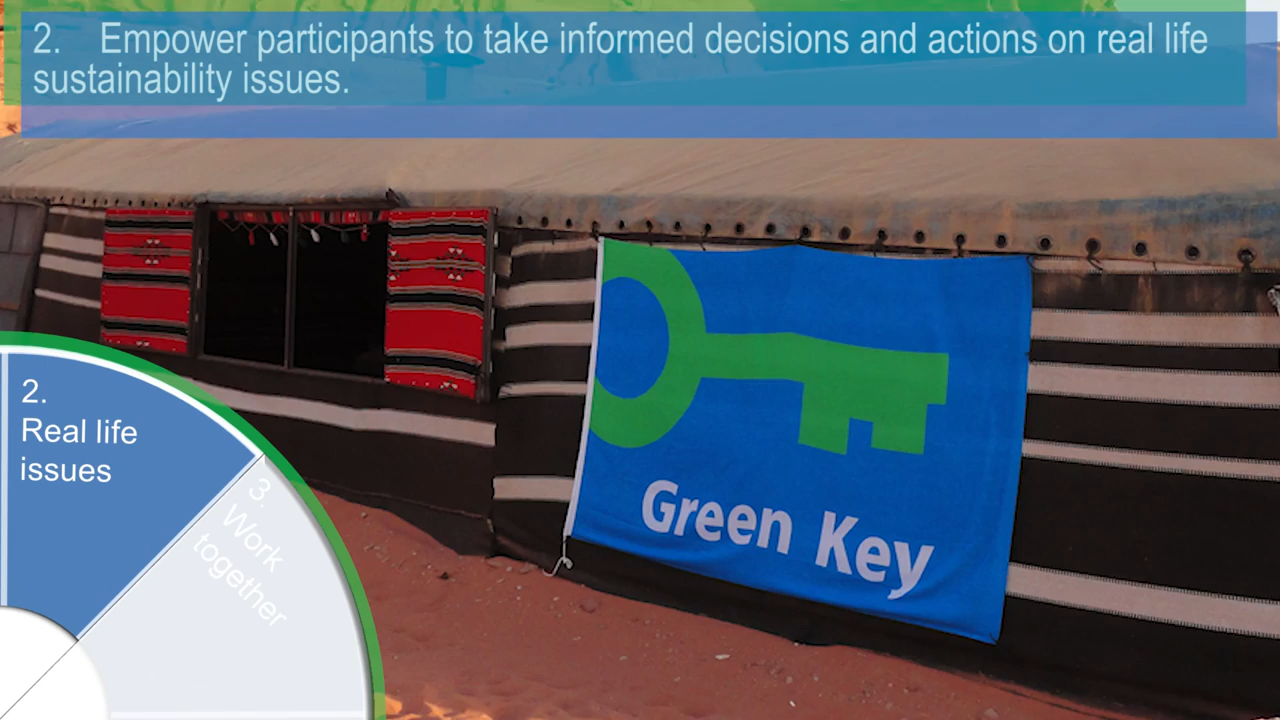 2. Empower participants to take informed decisions and actions on real life
sustainability issues.
2.
Real life
issues
3.
Work
together
Green Key